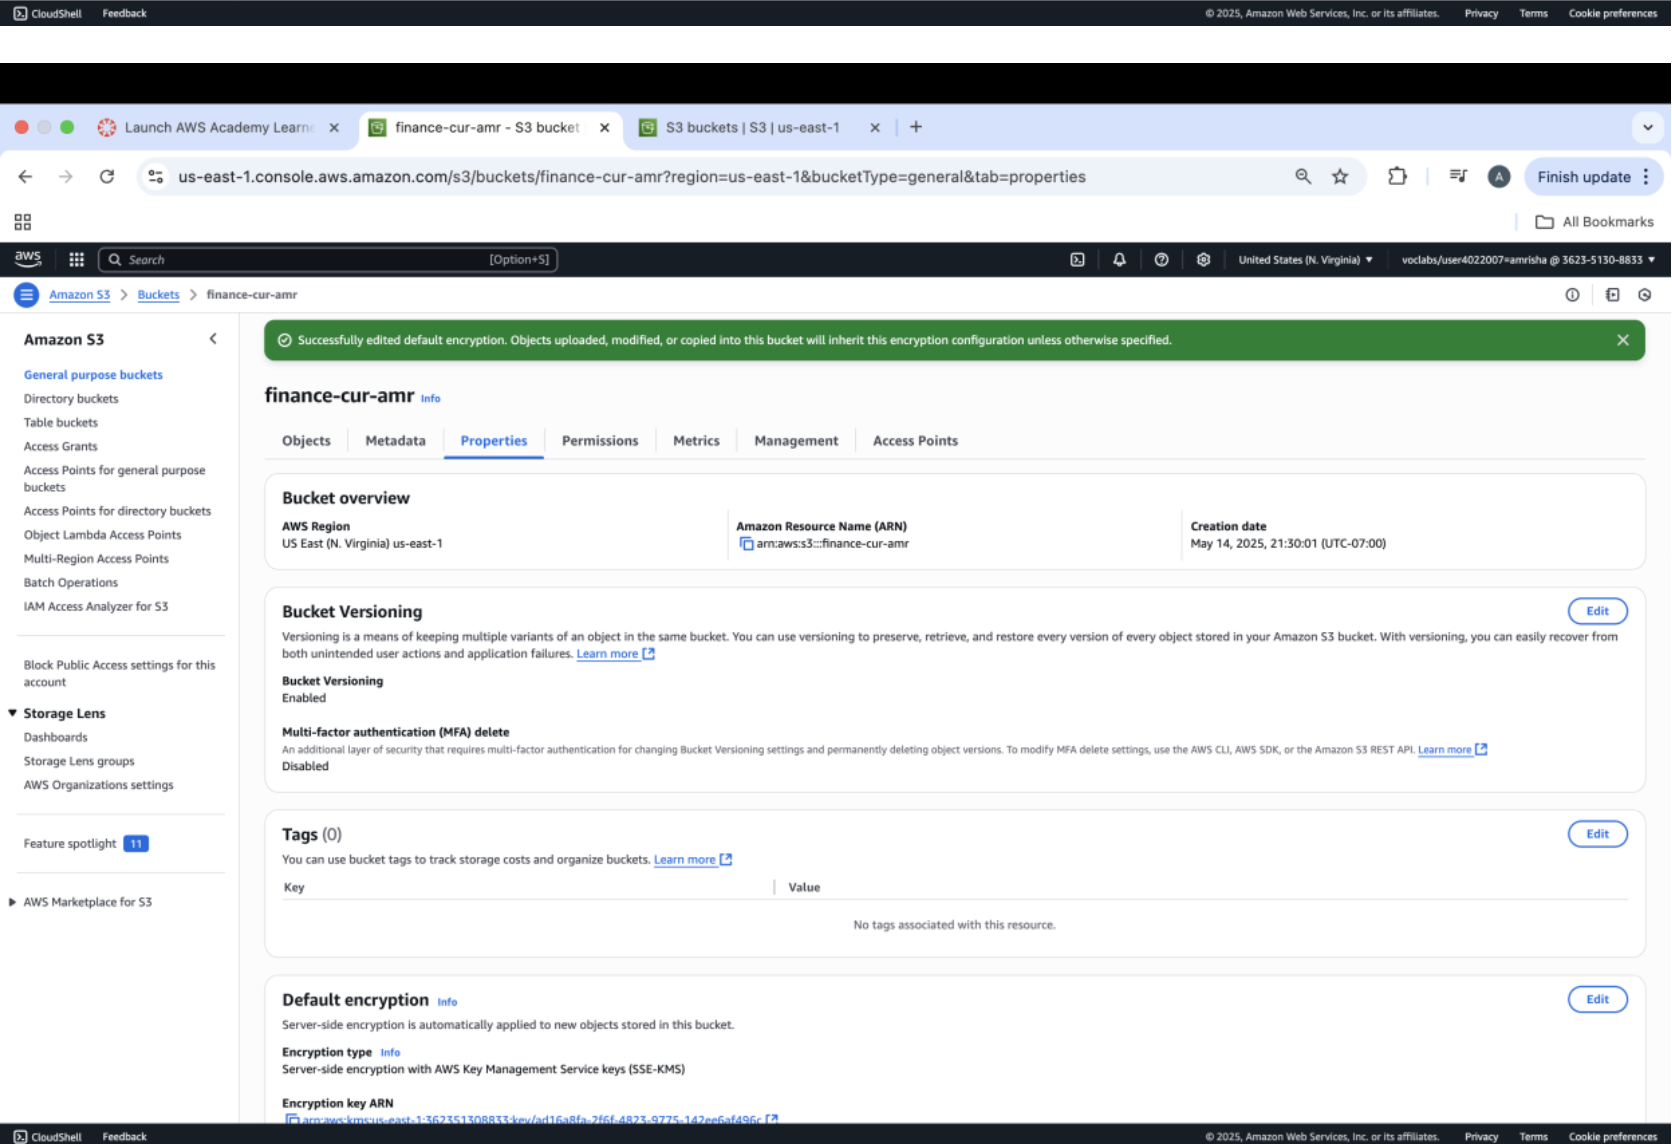 CloudShell Feedback © 2025, Amazon Web Services, Inc. or its affiliates. Privacy Terms Cookie preferences
Launch AWS Academy Learne finance-cur-amr - S3 bucket S3 buckets | S3 | us-east-1
us-east-1.console.aws.amazon.com/s3/buckets/finance-cur-amr?region=us-east-1&bucketType=general&tab=properties A Finish update
All Bookmarks
aws Search [Option+S] United States (N. Virginia) voclabs/user4022007=amrisha @ 3623-5130-8833
Amazon S3 > Buckets > finance-cur-amr
Amazon S3
General purpose buckets
Directory buckets
Table buckets
Access Grants
Access Points for general purpose
buckets
Access Points for directory buckets
Object Lambda Access Points
Multi-Region Access Points
Batch Operations
IAM Access Analyzer for S3
Block Public Access settings for this
account
Storage Lens
Dashboards
Storage Lens groups
AWS Organizations settings
Feature spotlight 11
AWS Marketplace for S3
Successfully edited default encryption. Objects uploaded, modified, or copied into this bucket will inherit this encryption configuration unless otherwise specified.
finance-cur-amr Info
Objects Metadata Properties Permissions Metrics Management Access Points
Bucket overview
AWS Region Amazon Resource Name (ARN) Creation date
US East (N. Virginia) us-east-1 arn:aws:s3:::finance-cur-amr May 14, 2025, 21:30:01 (UTC-07:00)
Bucket Versioning Edit
Versioning is a means of keeping multiple variants of an object in the same bucket. You can use versioning to preserve, retrieve, and restore every version of every object stored in your Amazon S3 bucket. With versioning, you can easily recover from
both unintended user actions and application failures. Learn more
Bucket Versioning
Enabled
Multi-factor authentication (MFA) delete
An additional layer of security that requires multi-factor authentication for changing Bucket Versioning settings and permanently deleting object versions. To modify MFA delete settings, use the AWS CLI, AWS SDK, or the Amazon S3 REST API. Learn more
Disabled
Tags (0) Edit
You can use bucket tags to track storage costs and organize buckets. Learn more
Key Value
No tags associated with this resource.
Default encryption Info Edit
Server-side encryption is automatically applied to new objects stored in this bucket.
Encryption type Info
Server-side encryption with AWS Key Management Service keys (SSE-KMS)
Encryption key ARN
arn:aws:kms:us-east-1:362351308833:key/ad16a8fa-2f6f-4823-9775-142ee6af496c
CloudShell Feedback © 2025, Amazon Web Services, Inc. or its affiliates. Privacy Terms Cookie preferences